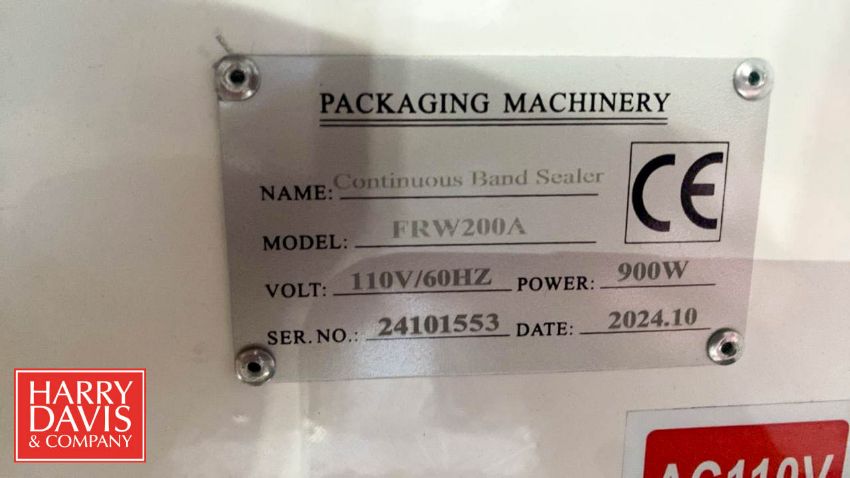 PACKAGING MACHINERY
NAME: Continuous Band Sealer
CE
MODEL: FRW200A
VOLT: 110V/60HZ POWER: 900W
SER. NO.: 24101553 DATE: 2024.10
HARRY
DAVIS
& COMPANY
AC110V